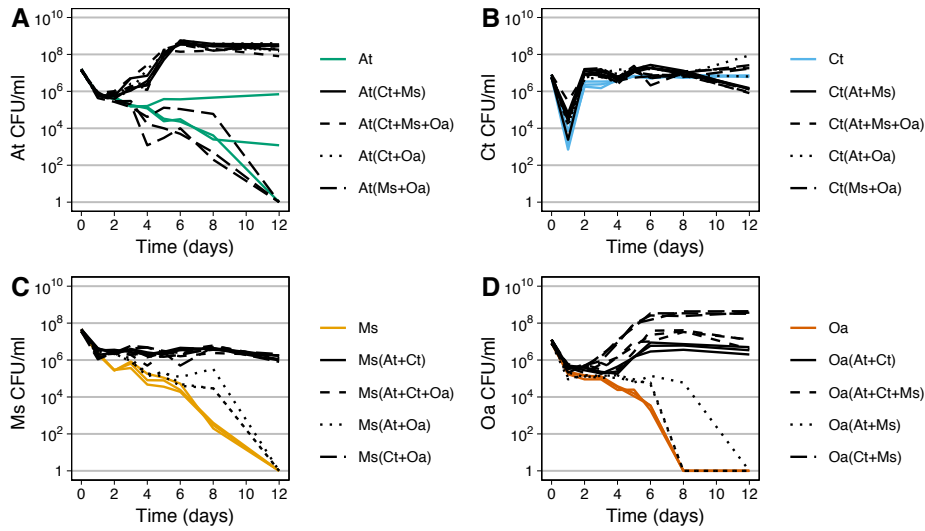 A
At CFU/ml
10^10
10^8
10^6
10^4
10^2
1
0 2 4 6 8 10 12
Time (days)
At
At(Ct+Ms)
At(Ct+Ms+Oa)
At(Ct+Oa)
At(Ms+Oa)
B
Ct CFU/ml
10^10
10^8
10^6
10^4
10^2
1
0 2 4 6 8 10 12
Time (days)
Ct
Ct(At+Ms)
Ct(At+Ms+Oa)
Ct(At+Oa)
Ct(Ms+Oa)
C
Ms CFU/ml
10^10
10^8
10^6
10^4
10^2
1
0 2 4 6 8 10 12
Time (days)
Ms
Ms(At+Ct)
Ms(At+Ct+Oa)
Ms(At+Oa)
Ms(Ct+Oa)
D
Oa CFU/ml
10^10
10^8
10^6
10^4
10^2
1
0 2 4 6 8 10 12
Time (days)
Oa
Oa(At+Ct)
Oa(At+Ct+Ms)
Oa(At+Ms)
Oa(Ct+Ms)